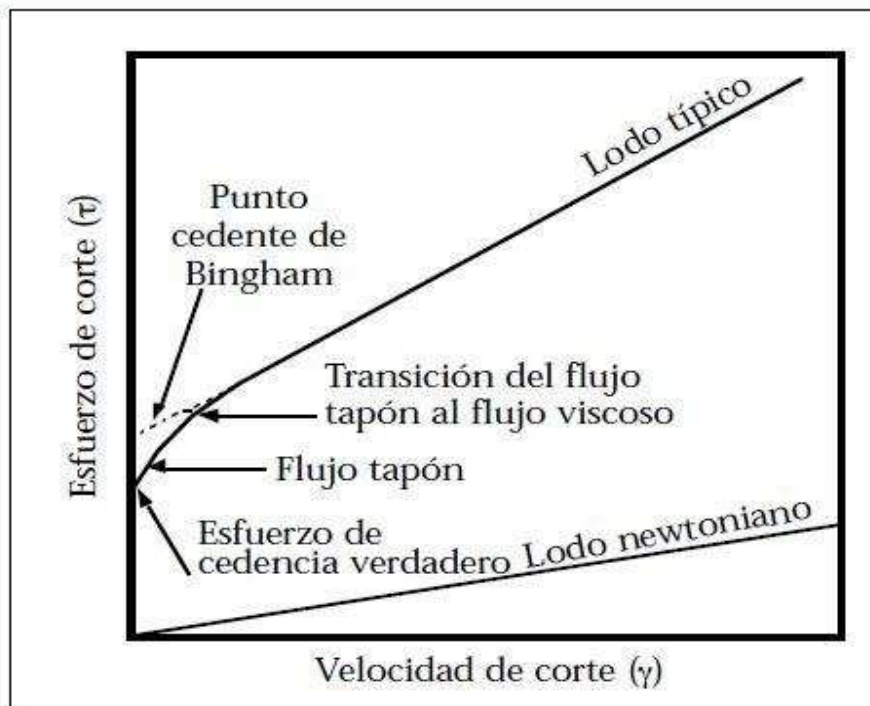 Esfuerzo de corte (τ)
Punto
cedente de
Bingham
Lodo típico
Transición del flujo
tapón al flujo viscoso
Flujo tapón
Esfuerzo de
cedencia verdadero
Lodo newtoniano
Velocidad de corte (γ)